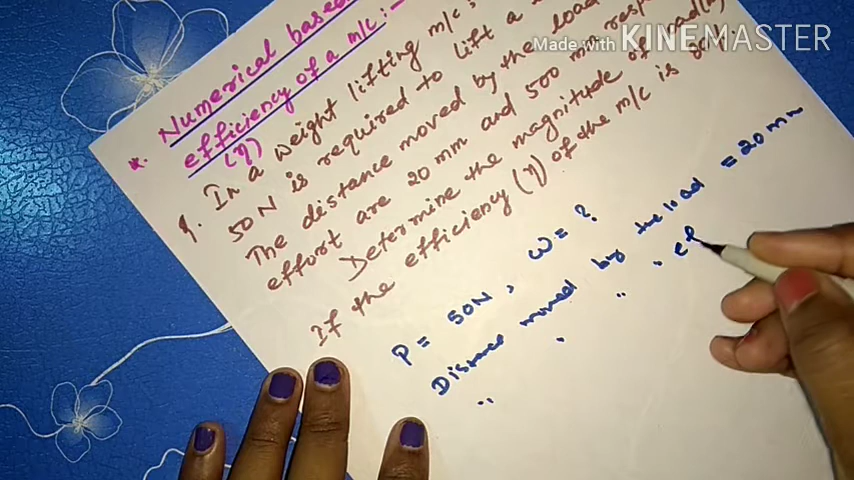 Made with KINEMASTER
* Numerical based
efficiency of a m/c :-
(η)
q. In a weight lifting m/c
50 N is required to lift a
The distance moved by the load
effort are 20 mm and 500 mm rest
Determine the magnitude of load
If the efficiency (η) of the m/c is
P = 50N, W = ?
Distance moved by the load = 20 mm
" " " " ef